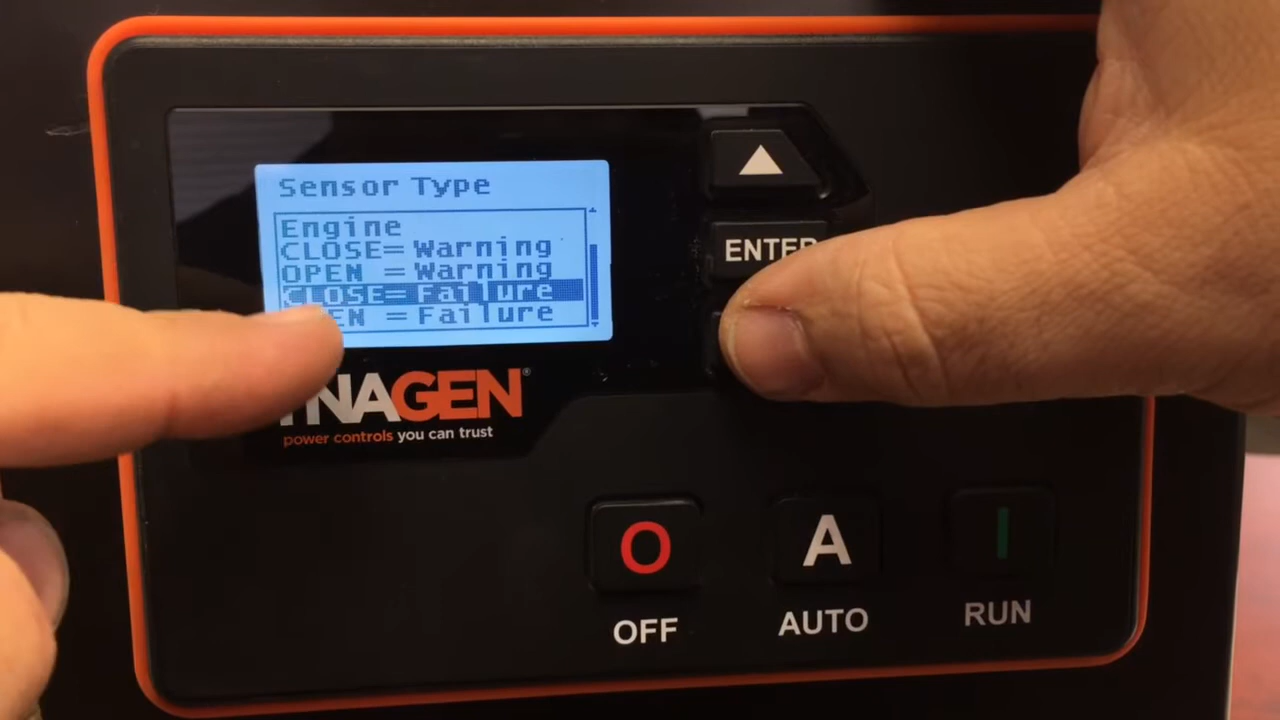 Sensor Type
Engine
CLOSE= Warning
OPEN = Warning
CLOSE= Failure
= Failure
ENTER
NAGEN®
power controls you can trust
O
A
I
OFF
AUTO
RUN